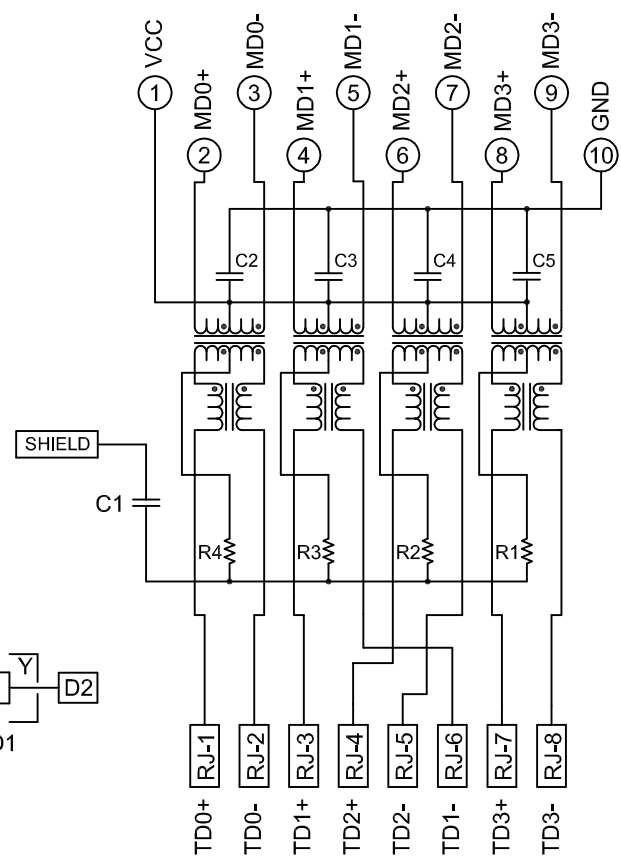 VCC
MD0+
MD0-
MD1+
MD1-
MD2+
MD2-
MD3+
MD3-
GND
1
3
5
7
9
2
4
6
8
10
C2
C3
C4
C5
SHIELD
C1
R4
R3
R2
R1
Y
D2
RJ-1
RJ-2
RJ-3
RJ-4
RJ-5
RJ-6
RJ-7
RJ-8
TD0+
TD0-
TD1+
TD2+
TD2-
TD1-
TD3+
TD3-